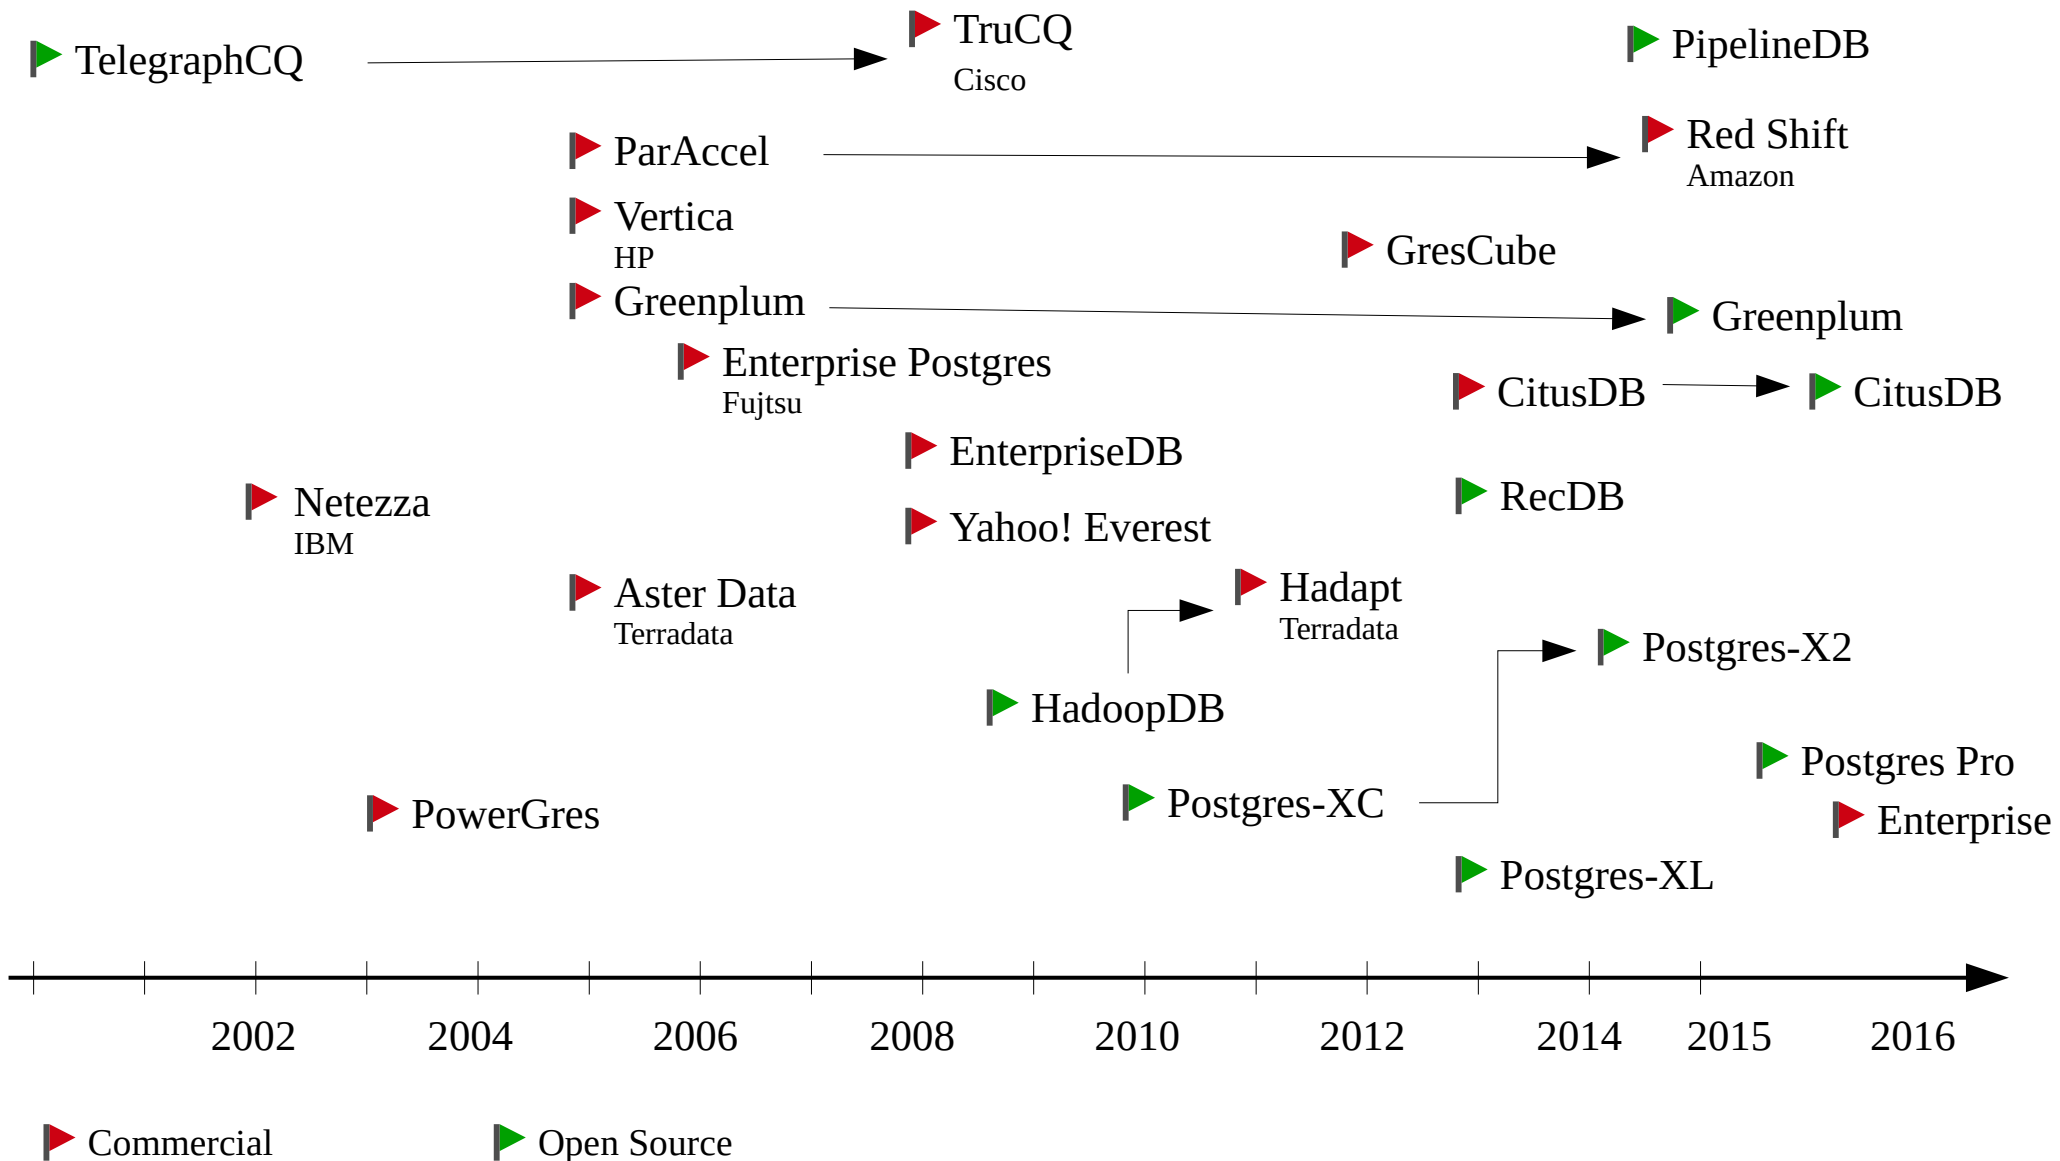 TelegraphCQ
TruCQ
Cisco
PipelineDB
ParAccel
Red Shift
Amazon
Vertica
HP
GresCube
Greenplum
Greenplum
Enterprise Postgres
Fujtsu
CitusDB
CitusDB
EnterpriseDB
Netezza
IBM
RecDB
Yahoo! Everest
Aster Data
Terradata
Hadapt
Terradata
Postgres-X2
HadoopDB
Postgres Pro
PowerGres
Postgres-XC
Enterprise
Postgres-XL
2002 2004 2006 2008 2010 2012 2014 2015 2016
Commercial
Open Source